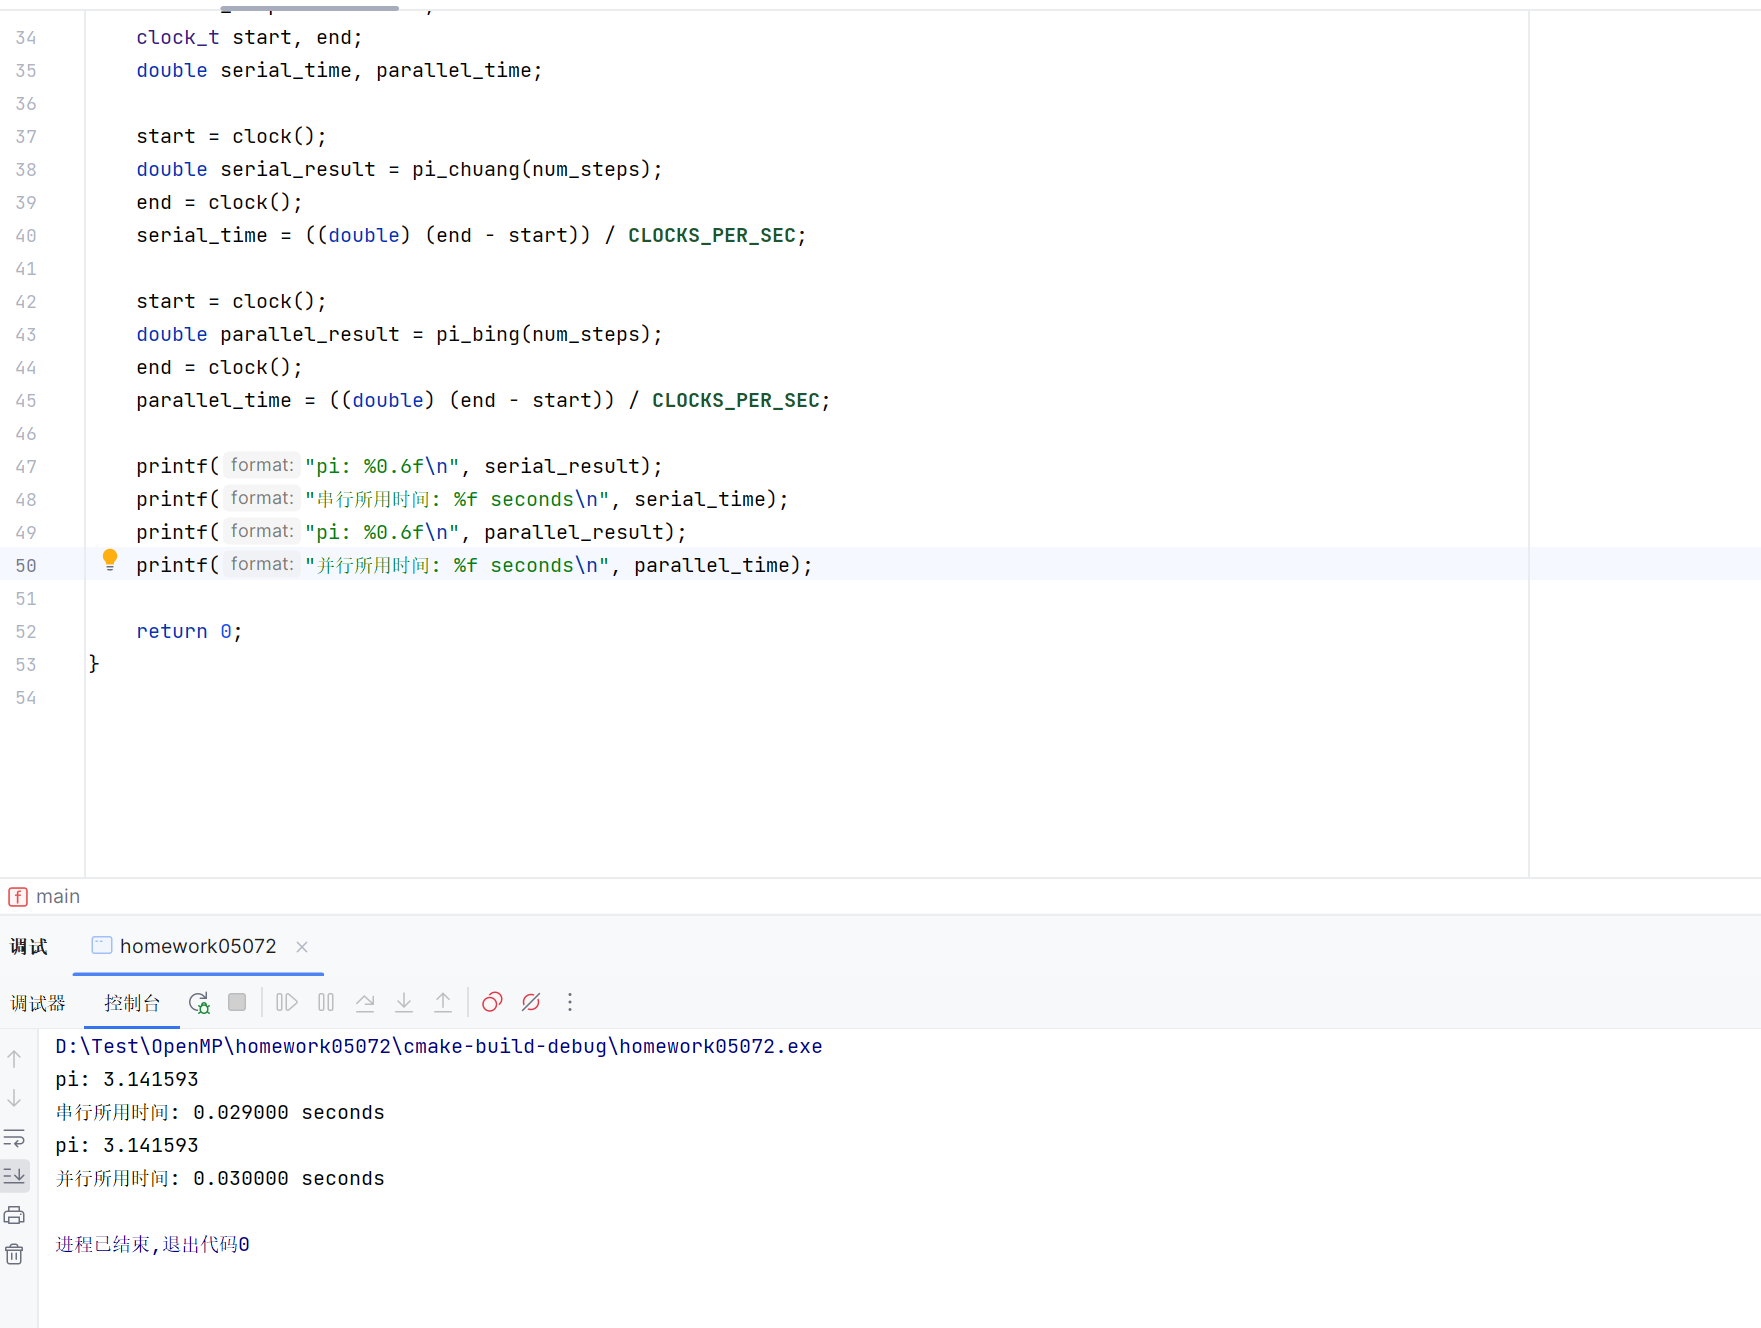 34 clock_t start, end;
35 double serial_time, parallel_time;
36
37 start = clock();
38 double serial_result = pi_chuang(num_steps);
39 end = clock();
40 serial_time = ((double) (end - start)) / CLOCKS_PER_SEC;
41
42 start = clock();
43 double parallel_result = pi_bing(num_steps);
44 end = clock();
45 parallel_time = ((double) (end - start)) / CLOCKS_PER_SEC;
46
47 printf( format: "pi: %0.6f\n", serial_result);
48 printf( format: "串行所用时间: %f seconds\n", serial_time);
49 printf( format: "pi: %0.6f\n", parallel_result);
50 printf( format: "并行所用时间: %f seconds\n", parallel_time);
51
52 return 0;
53 }
54
f main
调试 homework05072 ×
调试器 控制台
D:\Test\OpenMP\homework05072\cmake-build-debug\homework05072.exe
pi: 3.141593
串行所用时间: 0.029000 seconds
pi: 3.141593
并行所用时间: 0.030000 seconds
进程已结束,退出代码0